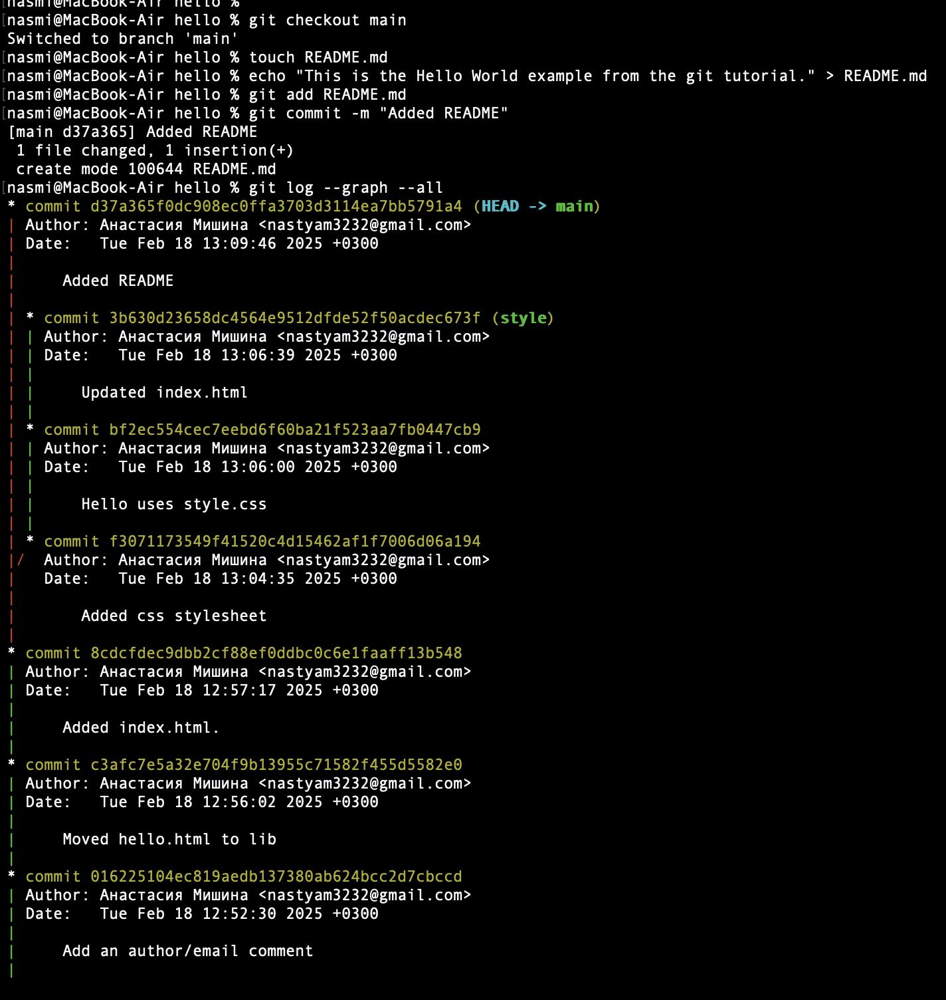 [nasmi@MacBook-Air hello %
[nasmi@MacBook-Air hello % git checkout main
Switched to branch 'main'
[nasmi@MacBook-Air hello % touch README.md
[nasmi@MacBook-Air hello % echo "This is the Hello World example from the git tutorial." > README.md
[nasmi@MacBook-Air hello % git add README.md
[nasmi@MacBook-Air hello % git commit -m "Added README"
[main d37a365] Added README
 1 file changed, 1 insertion(+)
 create mode 100644 README.md
[nasmi@MacBook-Air hello % git log --graph --all
* commit d37a365f0dc908ec0ffa3703d3114ea7bb5791a4 (HEAD -> main)
| Author: Анастасия Мишина <nastyam3232@gmail.com>
| Date:   Tue Feb 18 13:09:46 2025 +0300
|
|     Added README
|
| * commit 3b630d23658dc4564e9512dfde52f50acdec673f (style)
| | Author: Анастасия Мишина <nastyam3232@gmail.com>
| | Date:   Tue Feb 18 13:06:39 2025 +0300
| |
| |     Updated index.html
| |
| * commit bf2ec554cec7eebd6f60ba21f523aa7fb0447cb9
| | Author: Анастасия Мишина <nastyam3232@gmail.com>
| | Date:   Tue Feb 18 13:06:00 2025 +0300
| |
| |     Hello uses style.css
| |
| * commit f3071173549f41520c4d15462af1f7006d06a194
|/  Author: Анастасия Мишина <nastyam3232@gmail.com>
|   Date:   Tue Feb 18 13:04:35 2025 +0300
|
|       Added css stylesheet
|
* commit 8cdcfdec9dbb2cf88ef0ddbc0c6e1faaff13b548
| Author: Анастасия Мишина <nastyam3232@gmail.com>
| Date:   Tue Feb 18 12:57:17 2025 +0300
|
|     Added index.html.
|
* commit c3afc7e5a32e704f9b13955c71582f455d5582e0
| Author: Анастасия Мишина <nastyam3232@gmail.com>
| Date:   Tue Feb 18 12:56:02 2025 +0300
|
|     Moved hello.html to lib
|
* commit 016225104ec819aedb137380ab624bcc2d7cbccd
| Author: Анастасия Мишина <nastyam3232@gmail.com>
| Date:   Tue Feb 18 12:52:30 2025 +0300
|
|     Add an author/email comment
|